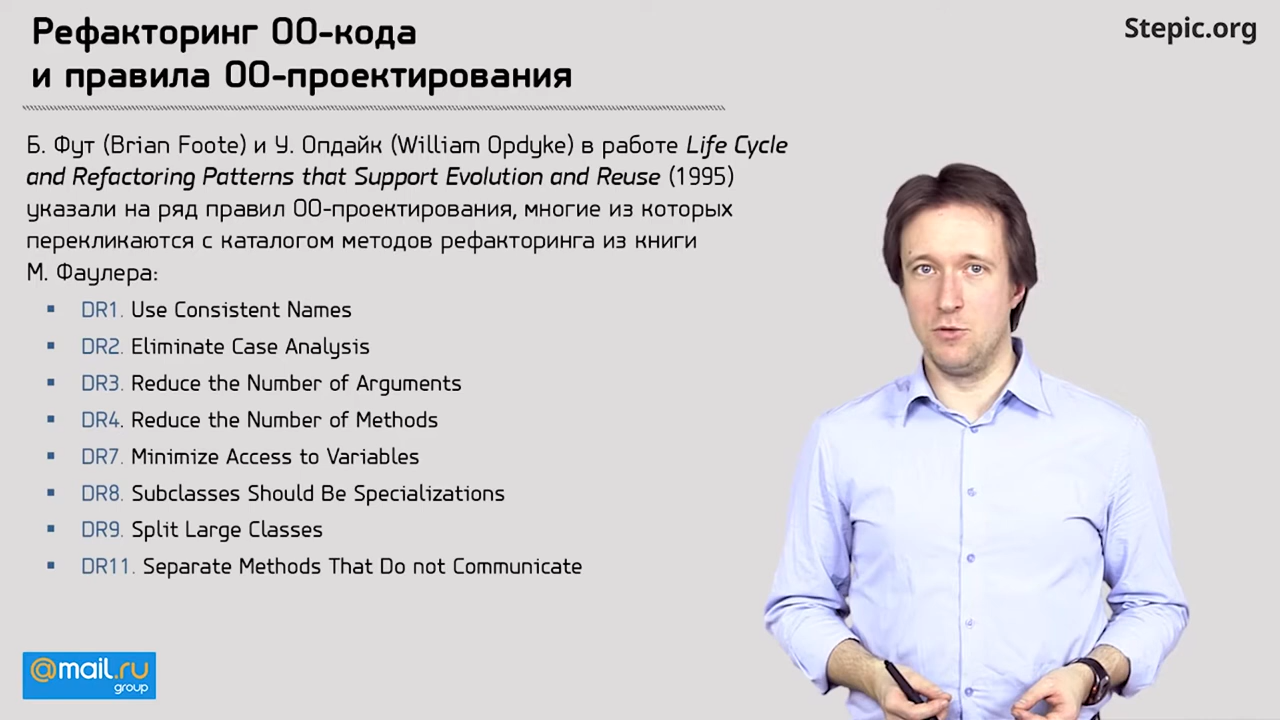 Рефакторинг ОО-кода
и правила ОО-проектирования
Stepic.org
Б. Фут (Brian Foote) и У. Опдайк (William Opdyke) в работе Life Cycle
and Refactoring Patterns that Support Evolution and Reuse (1995)
указали на ряд правил ОО-проектирования, многие из которых
перекликаются с каталогом методов рефакторинга из книги
М. Фаулера:
▪ DR1. Use Consistent Names
▪ DR2. Eliminate Case Analysis
▪ DR3. Reduce the Number of Arguments
▪ DR4. Reduce the Number of Methods
▪ DR7. Minimize Access to Variables
▪ DR8. Subclasses Should Be Specializations
▪ DR9. Split Large Classes
▪ DR11. Separate Methods That Do not Communicate
@mail.ru
group